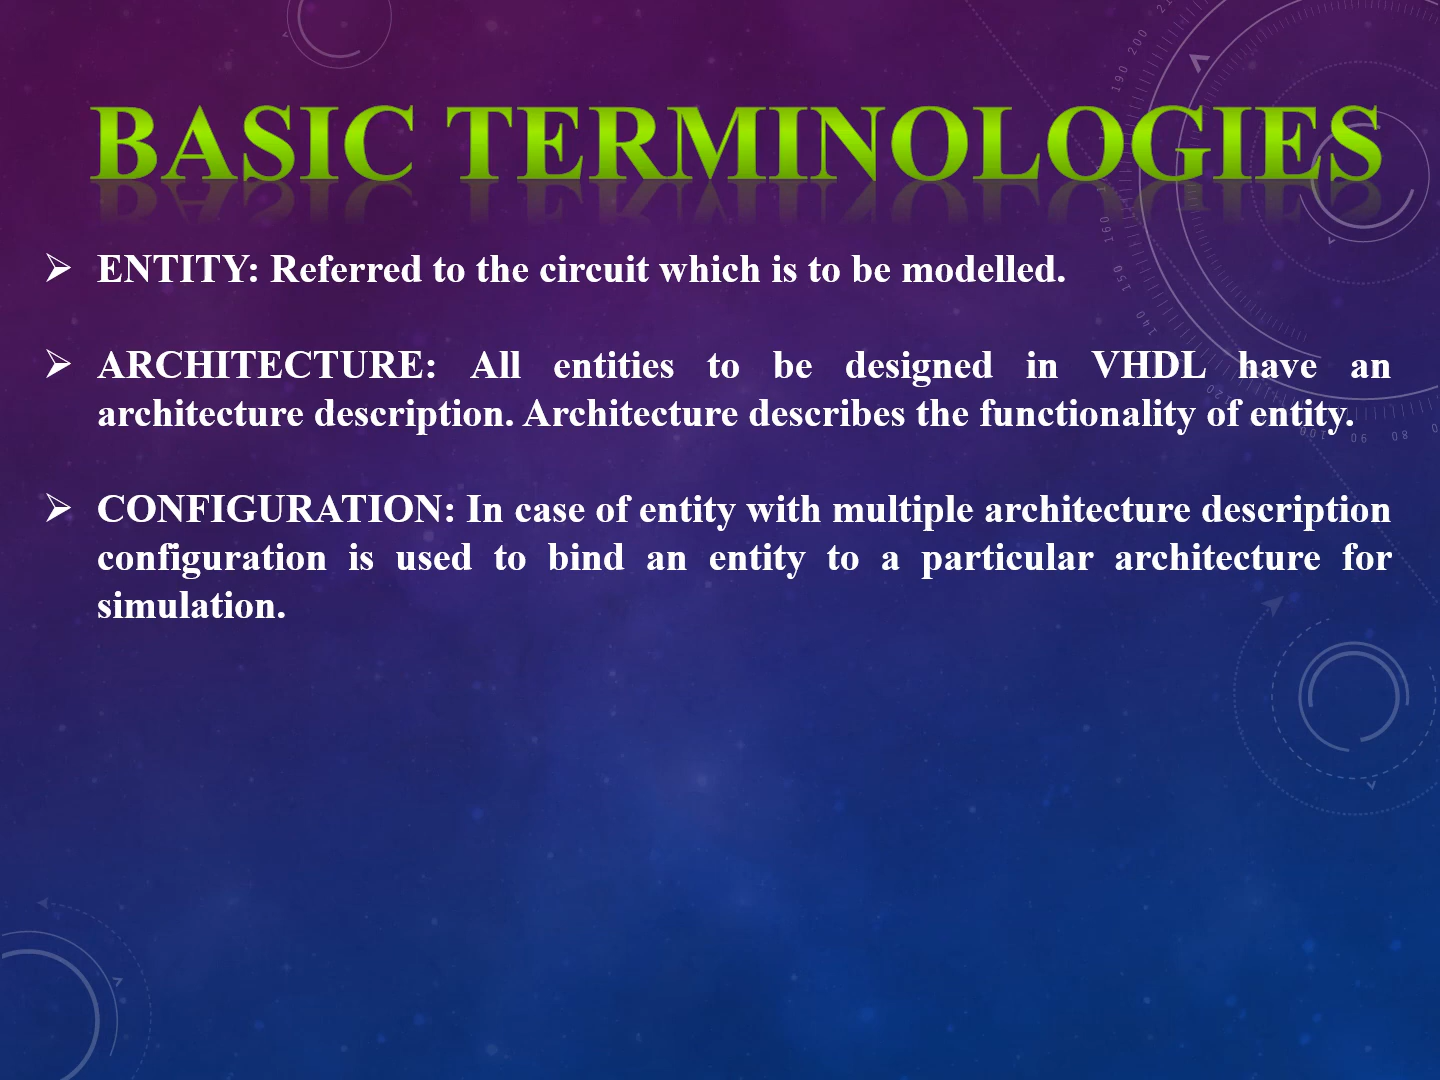 BASIC TERMINOLOGIES
➢ ENTITY: Referred to the circuit which is to be modelled.
➢ ARCHITECTURE: All entities to be designed in VHDL have an
architecture description. Architecture describes the functionality of entity.
➢ CONFIGURATION: In case of entity with multiple architecture description
configuration is used to bind an entity to a particular architecture for
simulation.